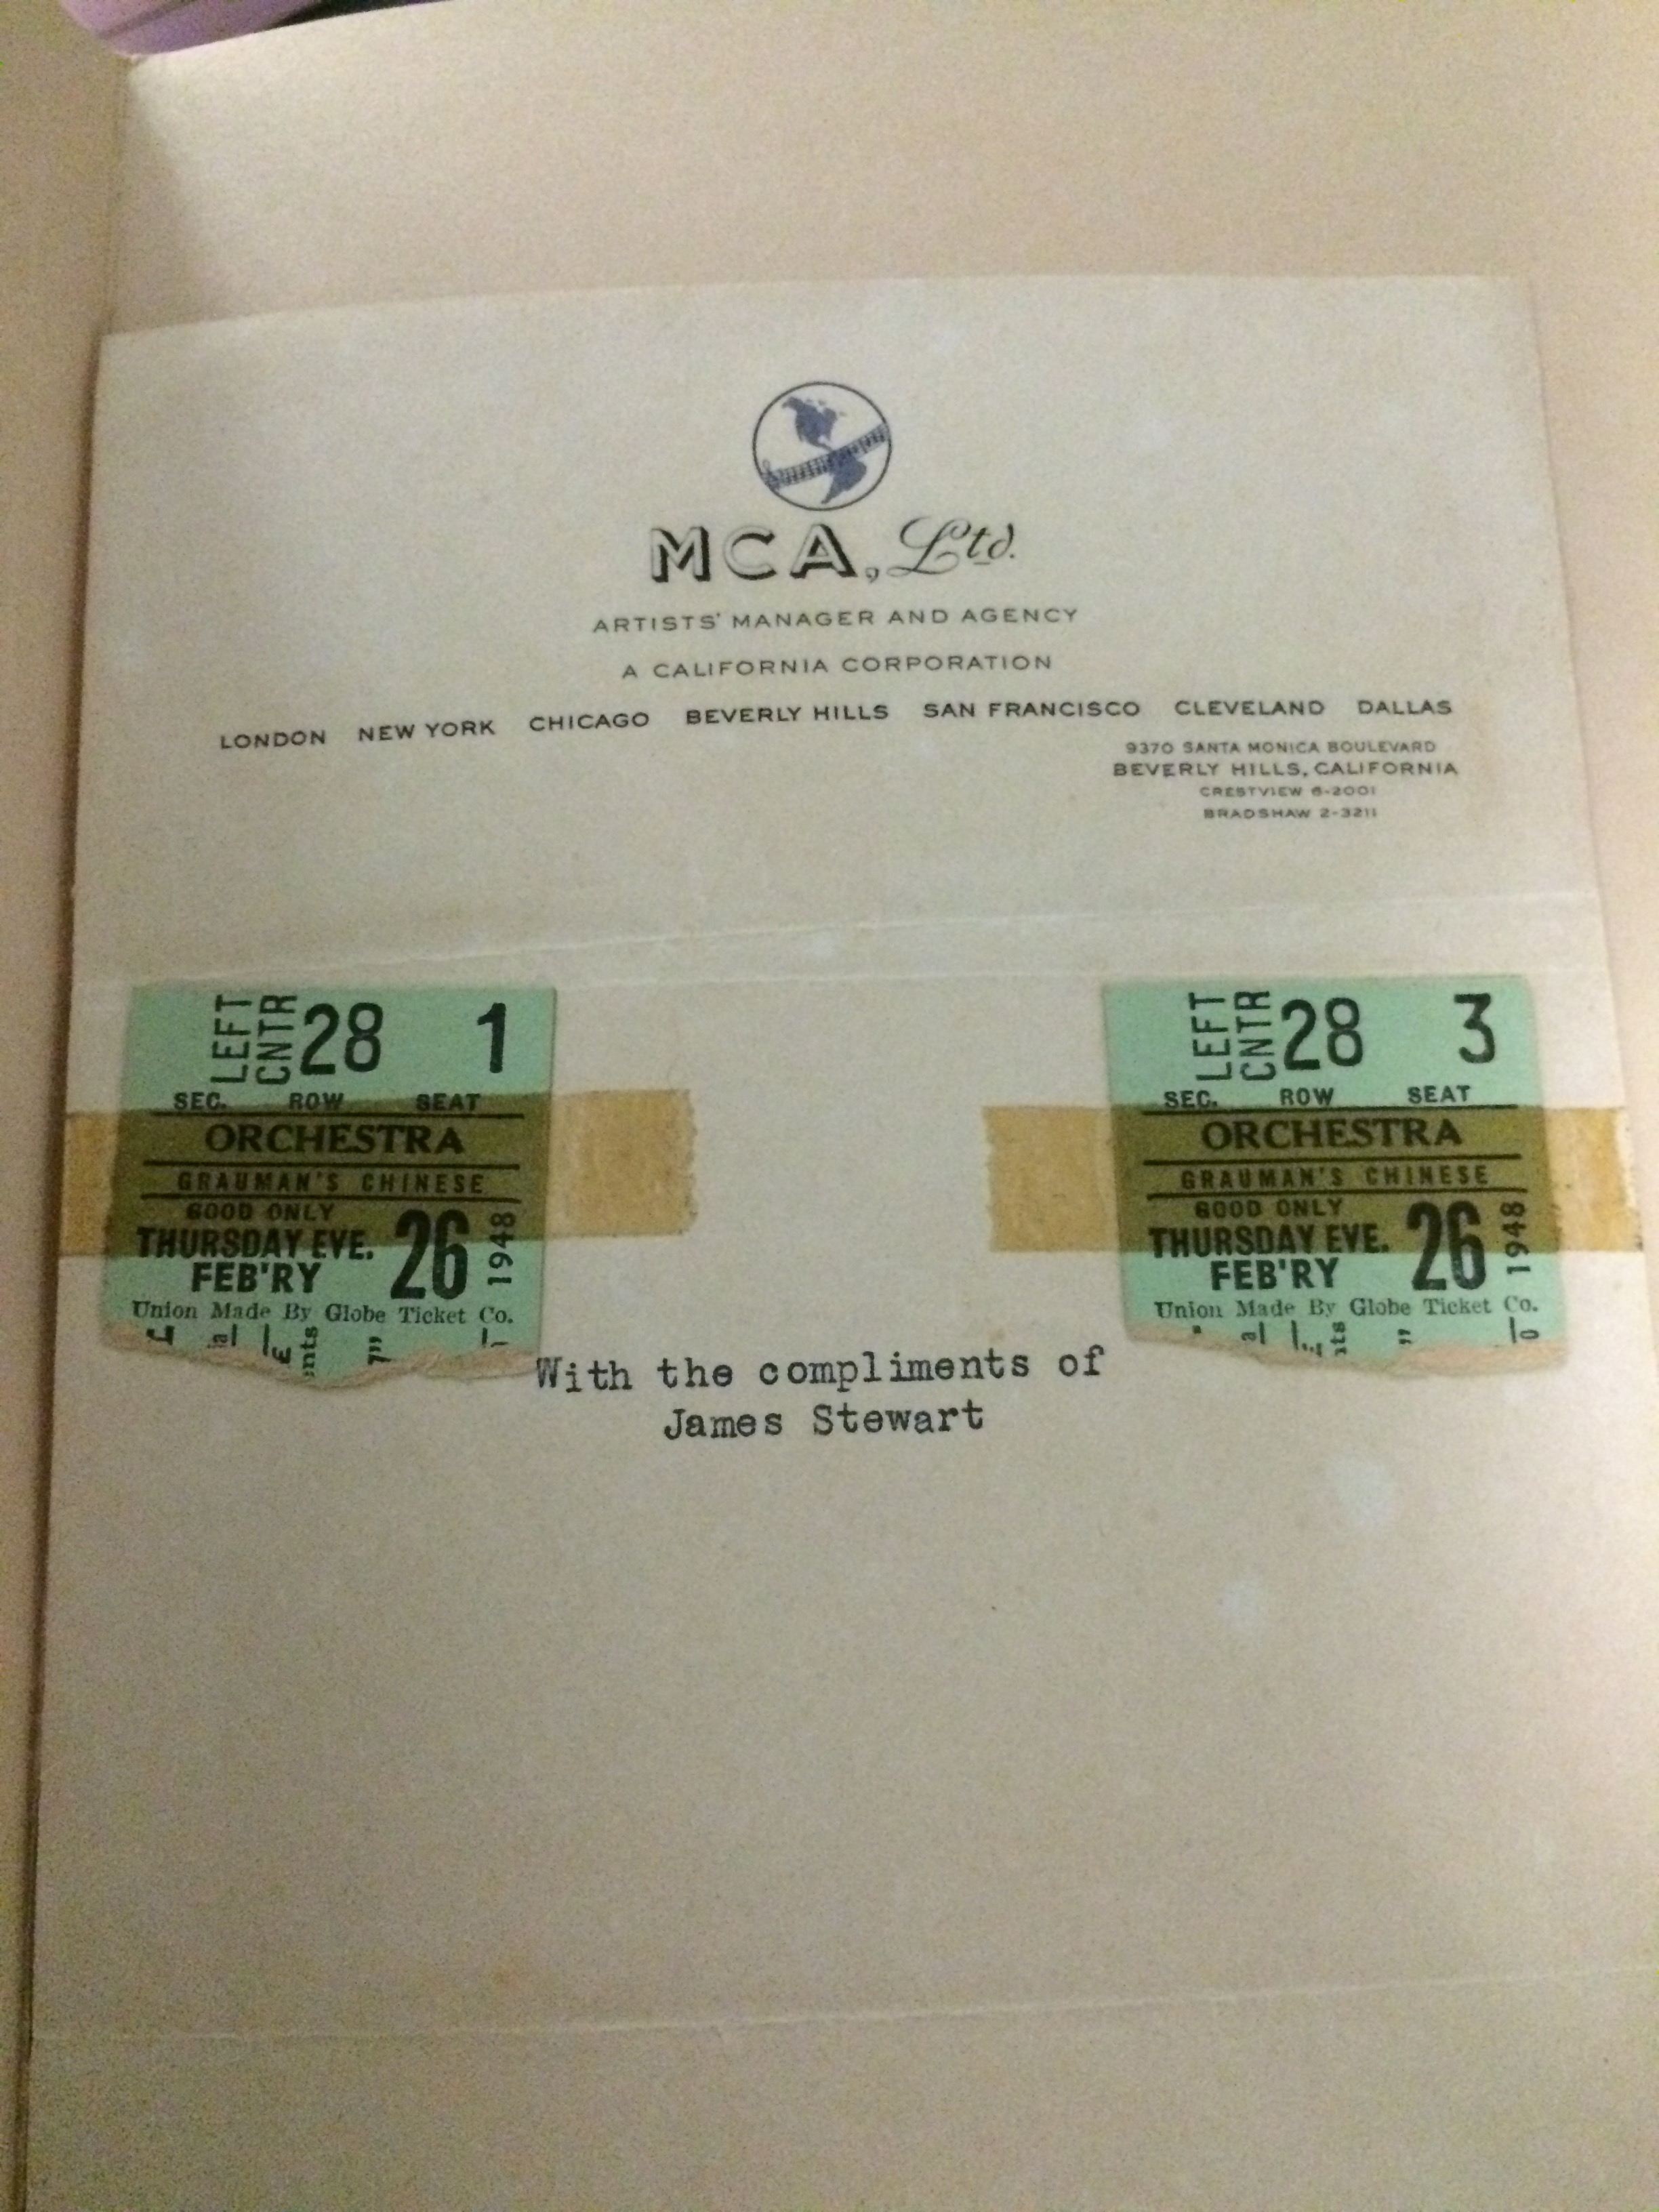 MCA, Ltd.
ARTISTS' MANAGER AND AGENCY
A CALIFORNIA CORPORATION
LONDON NEW YORK CHICAGO BEVERLY HILLS SAN FRANCISCO CLEVELAND DALLAS
9370 SANTA MONICA BOULEVARD
BEVERLY HILLS, CALIFORNIA
CRESTVIEW 6-2001
BRADSHAW 2-3211
LEFT CNTR 28 1
SEC. ROW SEAT
ORCHESTRA
GRAUMAN'S CHINESE
GOOD ONLY
THURSDAY EVE.
FEB'RY 26 1948
Union Made By Globe Ticket Co.
LEFT CNTR 28 3
SEC. ROW SEAT
ORCHESTRA
GRAUMAN'S CHINESE
GOOD ONLY
THURSDAY EVE.
FEB'RY 26 1948
Union Made By Globe Ticket Co.
With the compliments of
James Stewart